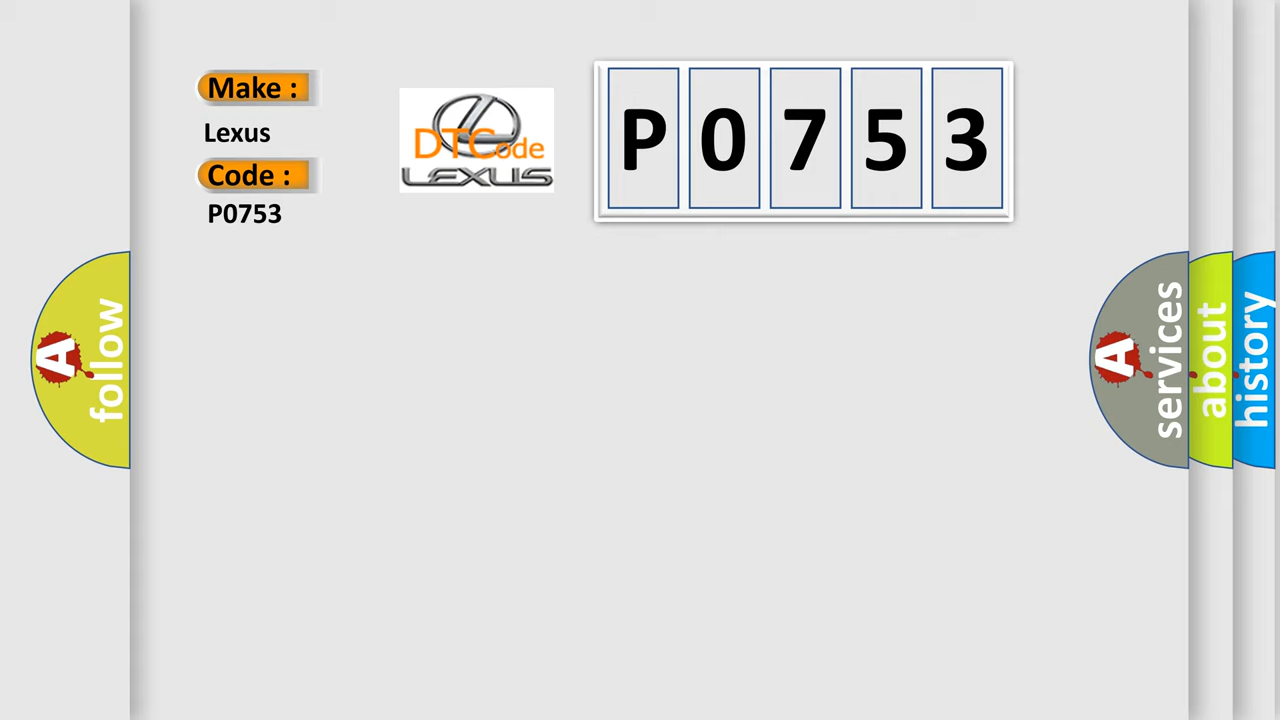 Make :
Lexus
Code :
P0753
DTCode
LEXUS
P 0 7 5 3
A follow
A services
about
history